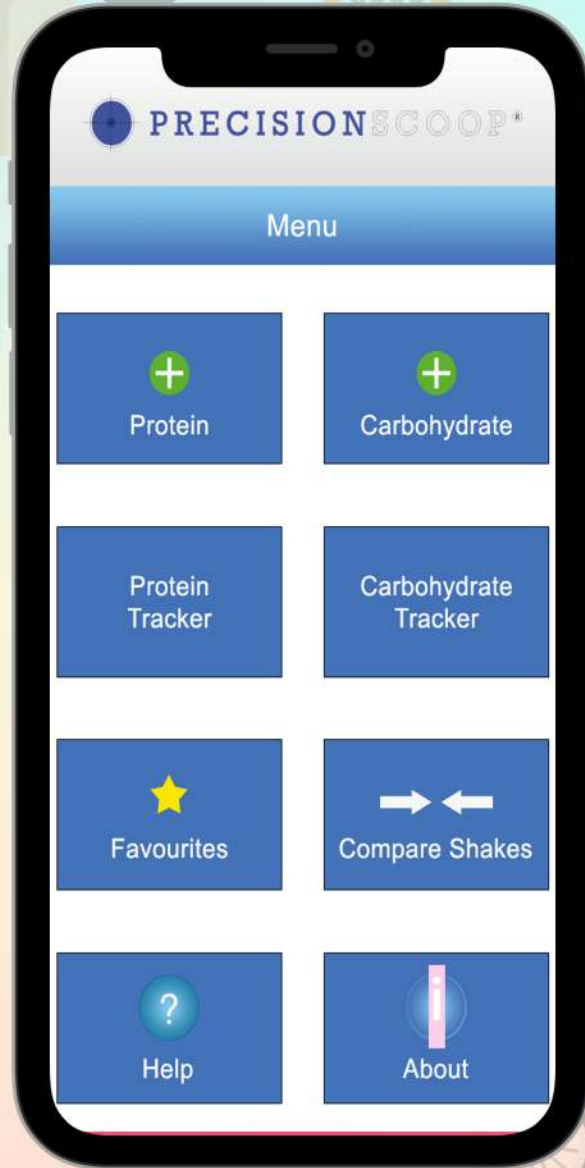 PRECISIONSCOOP®
Menu
Protein
Carbohydrate
Protein
Tracker
Carbohydrate
Tracker
Favourites
Compare Shakes
?
Help
i
About